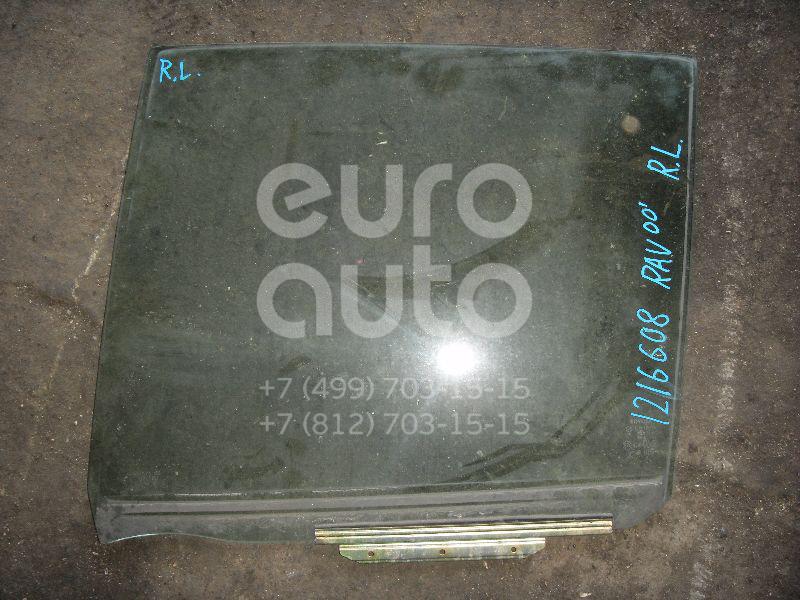 R.L.
euro
auto
+7 (499) 703-15-15
+7 (812) 703-15-15
1216608 RAV 00' R.L.